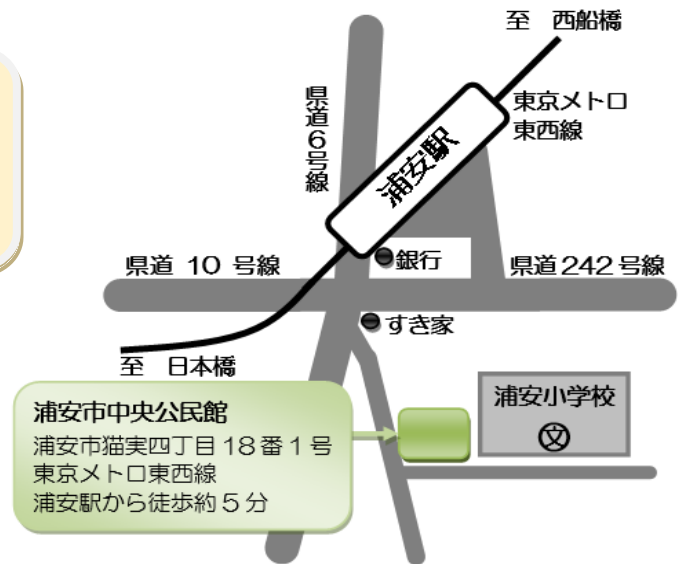 至 西船橋
東京メトロ
東西線
県道6号線
浦安駅
銀行
県道 10 号線
県道242号線
すき家
至 日本橋
浦安小学校
文
浦安市中央公民館
浦安市猫実四丁目18番1号
東京メトロ東西線
浦安駅から徒歩約5分